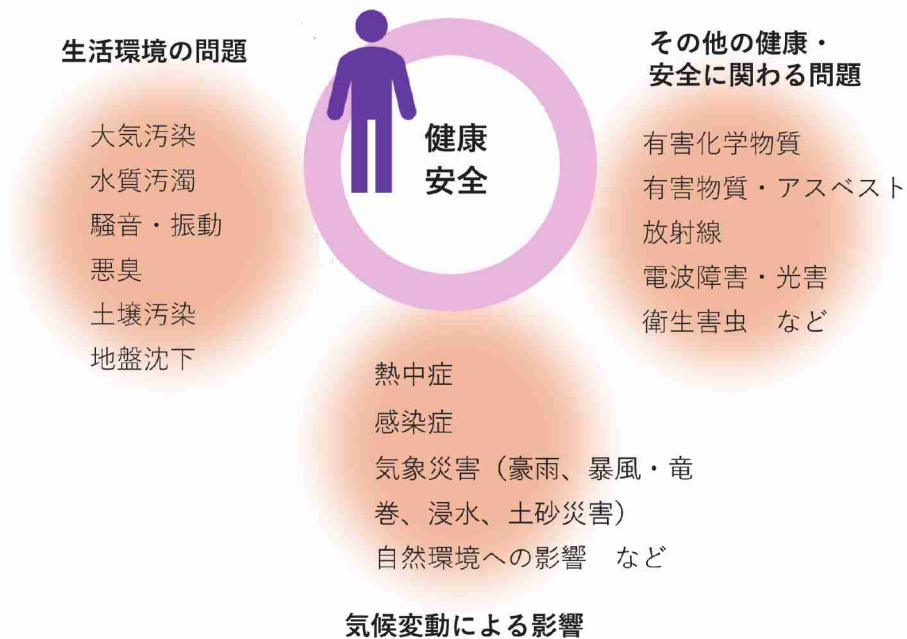 生活環境の問題
大気汚染
水質汚濁
騒音・振動
悪臭
土壌汚染
地盤沈下
健康
安全
その他の健康・
安全に関わる問題
有害化学物質
有害物質・アスベスト
放射線
電波障害・光害
衛生害虫　など
熱中症
感染症
気象災害（豪雨、暴風・竜
巻、浸水、土砂災害）
自然環境への影響　など
気候変動による影響